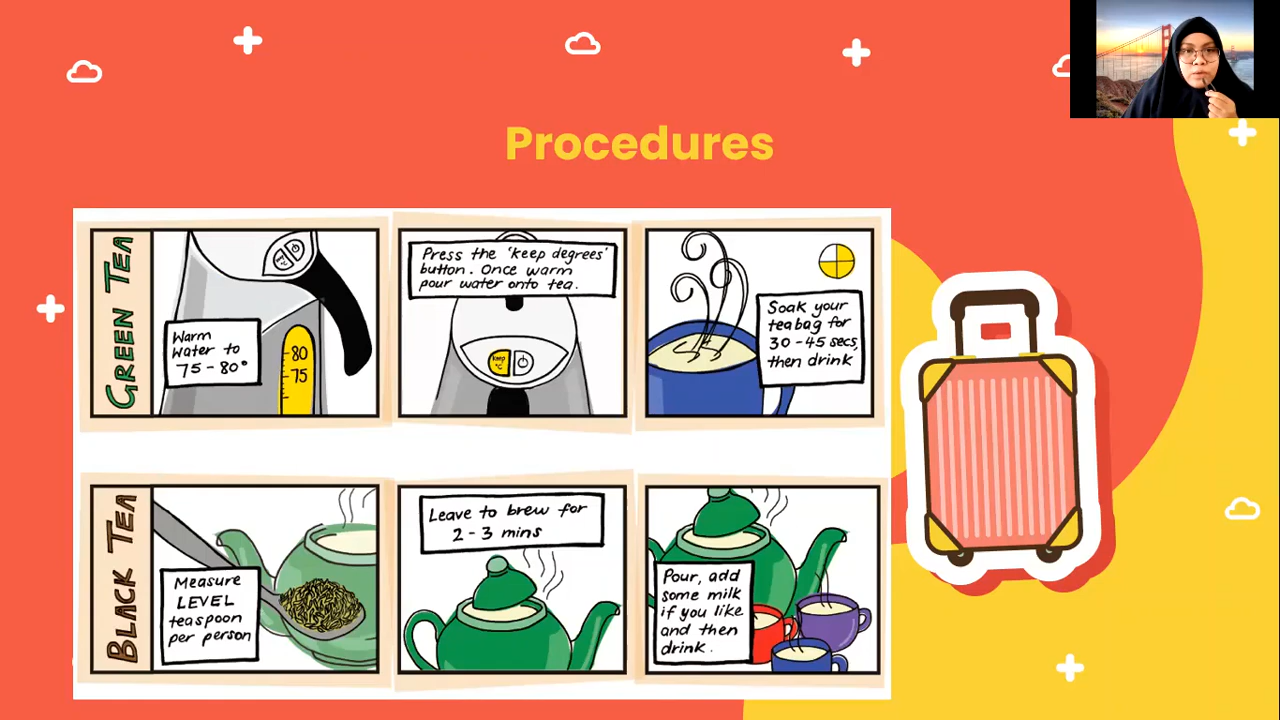 Procedures
GREEN TEA
Warm
water to
75-80°
80
75
Press the 'keep degrees'
button. Once warm
pour water onto tea.
Keep
°C
Soak your
teabag for
30-45 secs,
then drink
BLACK TEA
Measure
LEVEL
teaspoon
per person
Leave to brew for
2-3 mins
Pour, add
some milk
if you like
and then
drink.